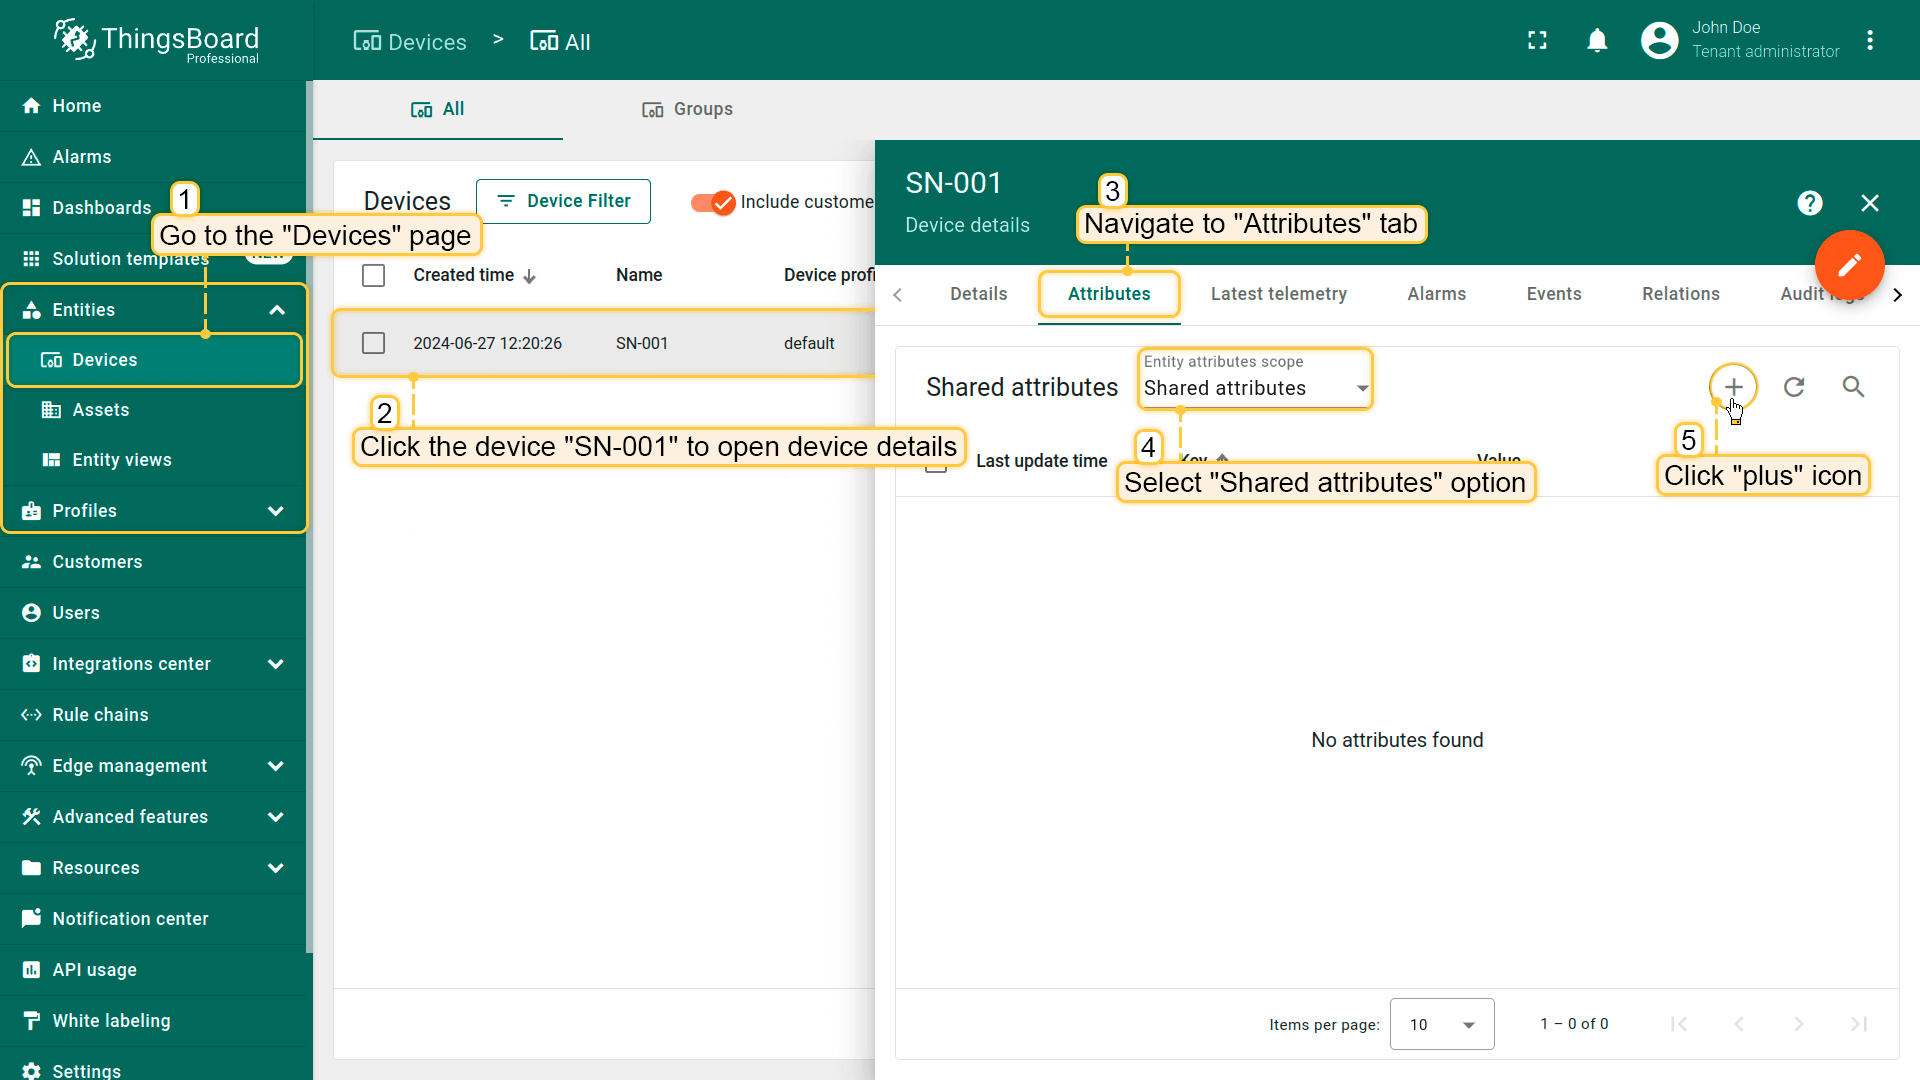 ThingsBoard
Professional
Devices > All
John Doe
Tenant administrator
Home
Alarms
Dashboards
Solution templates
Entities
Devices
Assets
Entity views
Profiles
Customers
Users
Integrations center
Rule chains
Edge management
Advanced features
Resources
Notification center
API usage
White labeling
Settings
All
Groups
1
Go to the "Devices" page
Devices
Device Filter
Include custome
Created time
Name
Device profi
2024-06-27 12:20:26
SN-001
default
2
Click the device "SN-001" to open device details
SN-001
Device details
3
Navigate to "Attributes" tab
Details
Attributes
Latest telemetry
Alarms
Events
Relations
Audit logs
Shared attributes
Entity attributes scope
Shared attributes
Last update time
Key
Value
4
Select "Shared attributes" option
5
Click "plus" icon
No attributes found
Items per page:
10
1 – 0 of 0